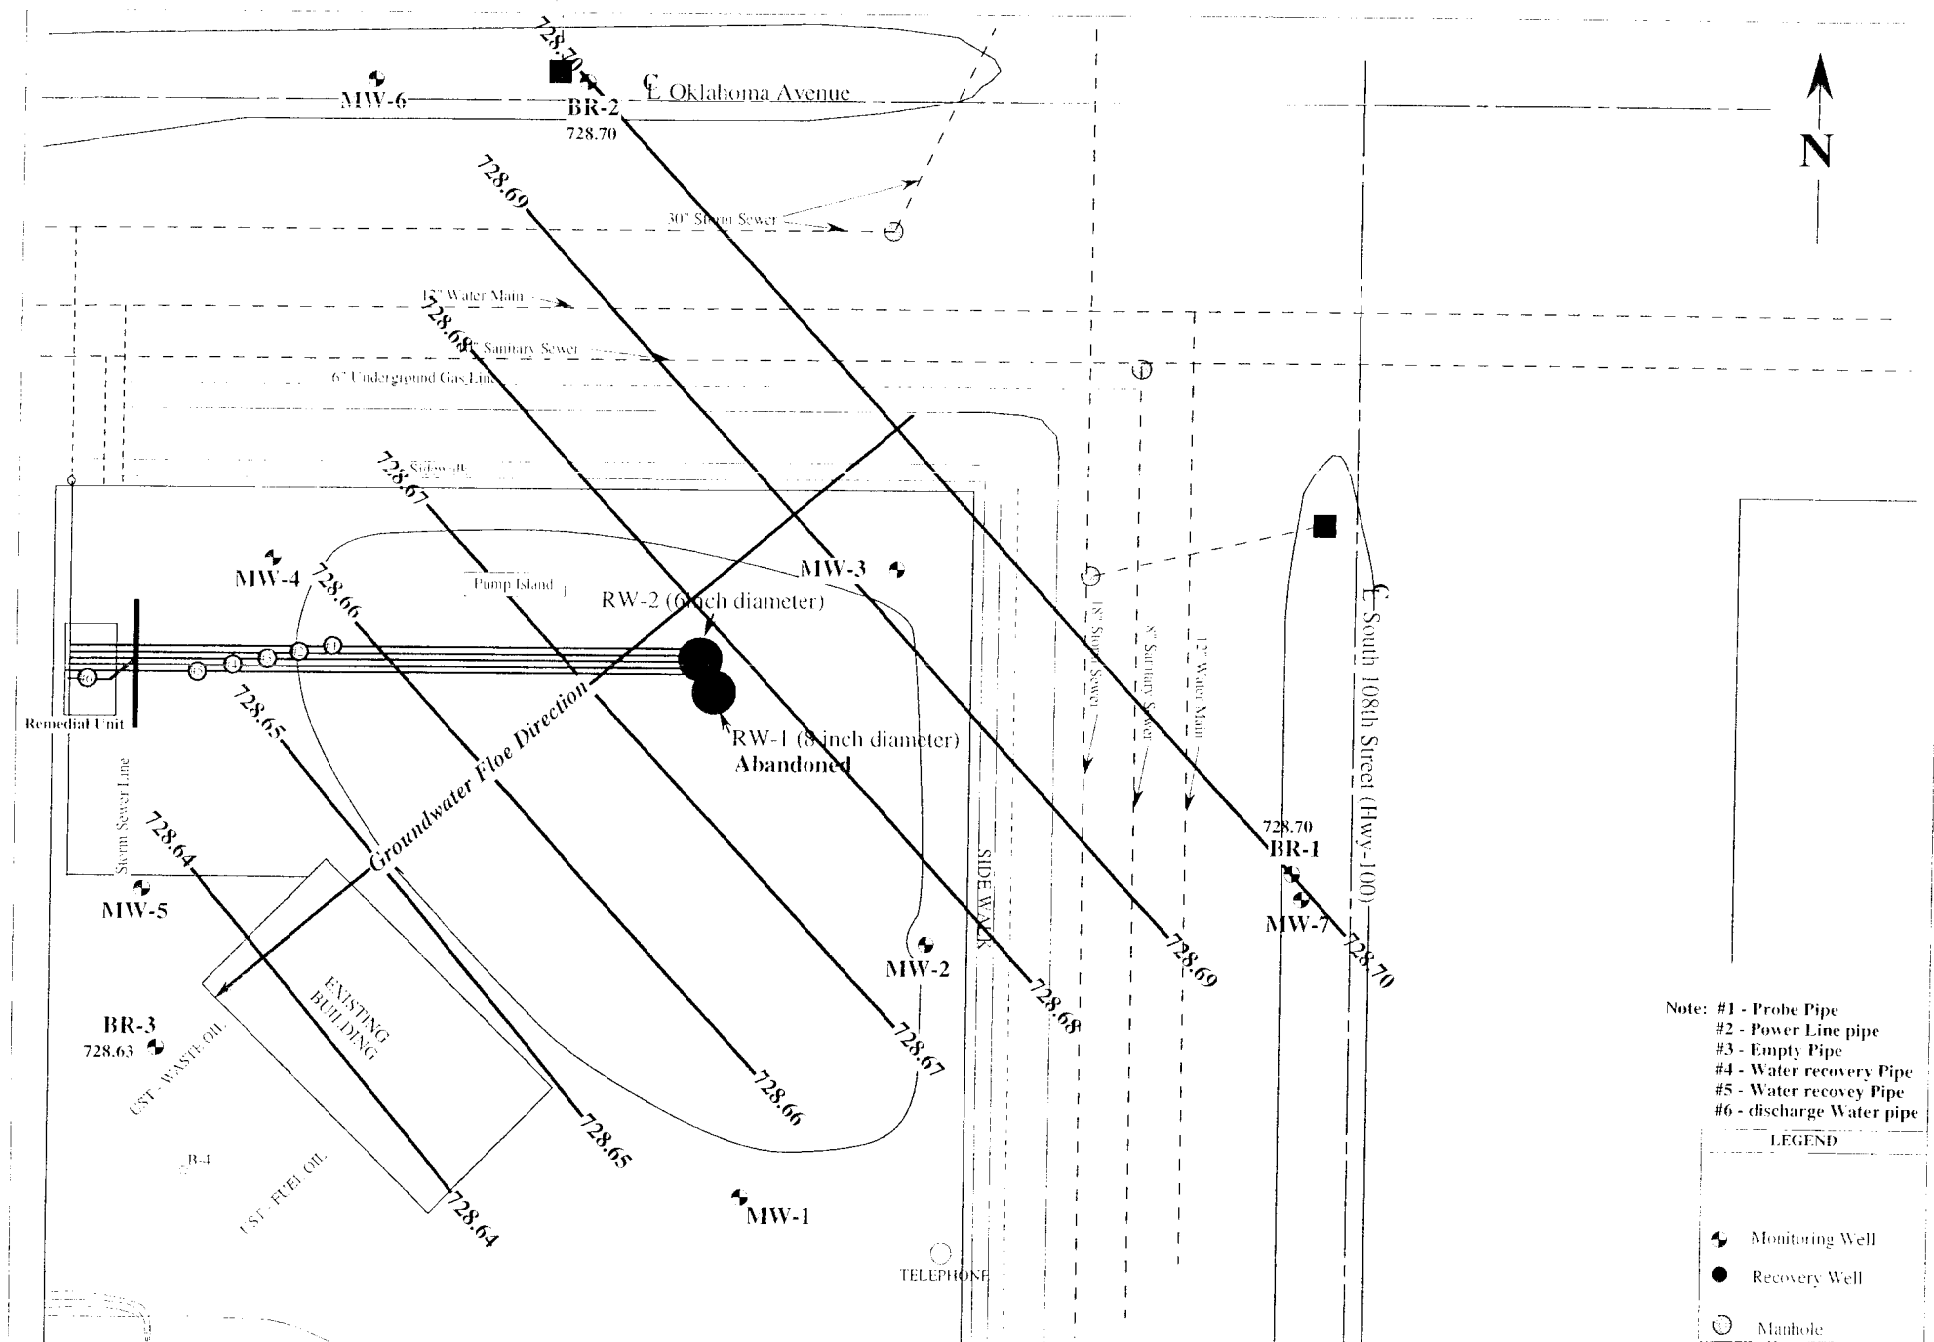 728.70
MW-6
BR-2
728.70
℄ Oklahoma Avenue
N
728.69
30" Storm Sewer
12" Water Main
728.68
Sanitary Sewer
6" Underground Gas Line
728.67
Sidewalk
MW-4
728.66
Pump Island
MW-3
RW-2 (6 inch diameter)
#1
#2
#3
#4
#5
#6
Remedial Unit
728.65
RW-1 (8 inch diameter)
Abandoned
Groundwater Floe Direction
18" Storm Sewer
8" Sanitary Sewer
12" Water Main
℄ South 108th Street (Hwy-100)
Storm Sewer Line
728.64
728.70
BR-1
MW-7
MW-5
SIDEWALK
MW-2
728.69
728.70
728.68
EXISTING
BUILDING
BR-3
728.63
UST - WASTE OIL
728.67
728.66
728.65
B-4
UST - FUEL OIL
728.64
MW-1
TELEPHONE
Note: #1 - Probe Pipe
#2 - Power Line pipe
#3 - Empty Pipe
#4 - Water recovery Pipe
#5 - Water recovey Pipe
#6 - discharge Water pipe
LEGEND
Monitoring Well
Recovery Well
Manhole